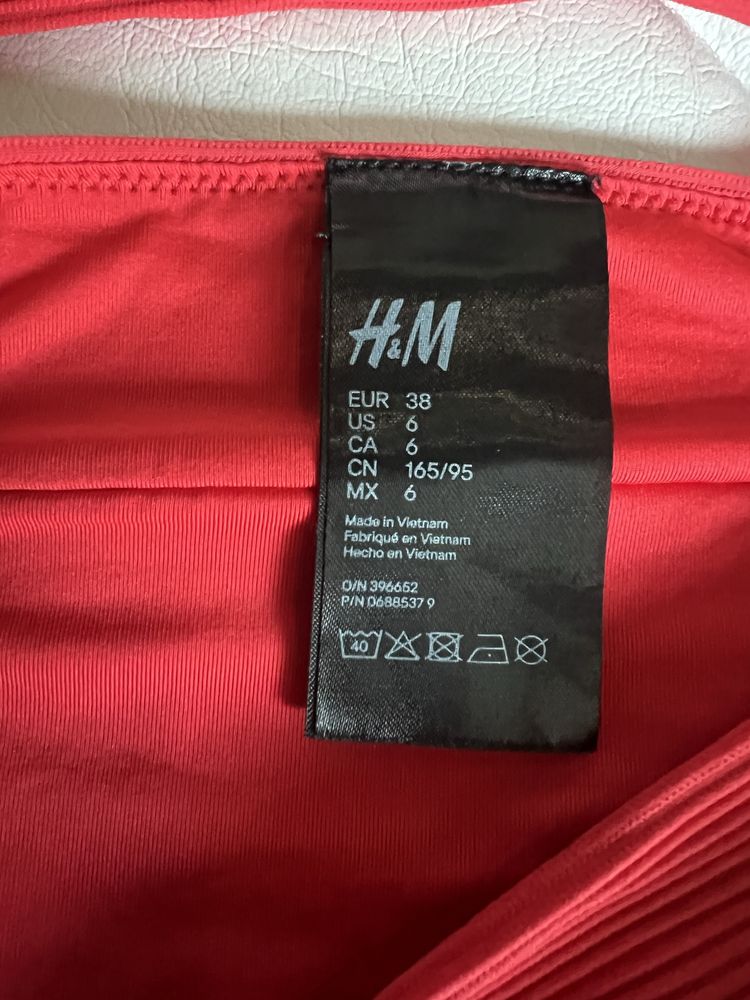 H&M
EUR 38
US 6
CA 6
CN 165/95
MX 6
Made in Vietnam
Fabriqué en Vietnam
Hecho en Vietnam
O/N 396652
P/N 0688537 9
40